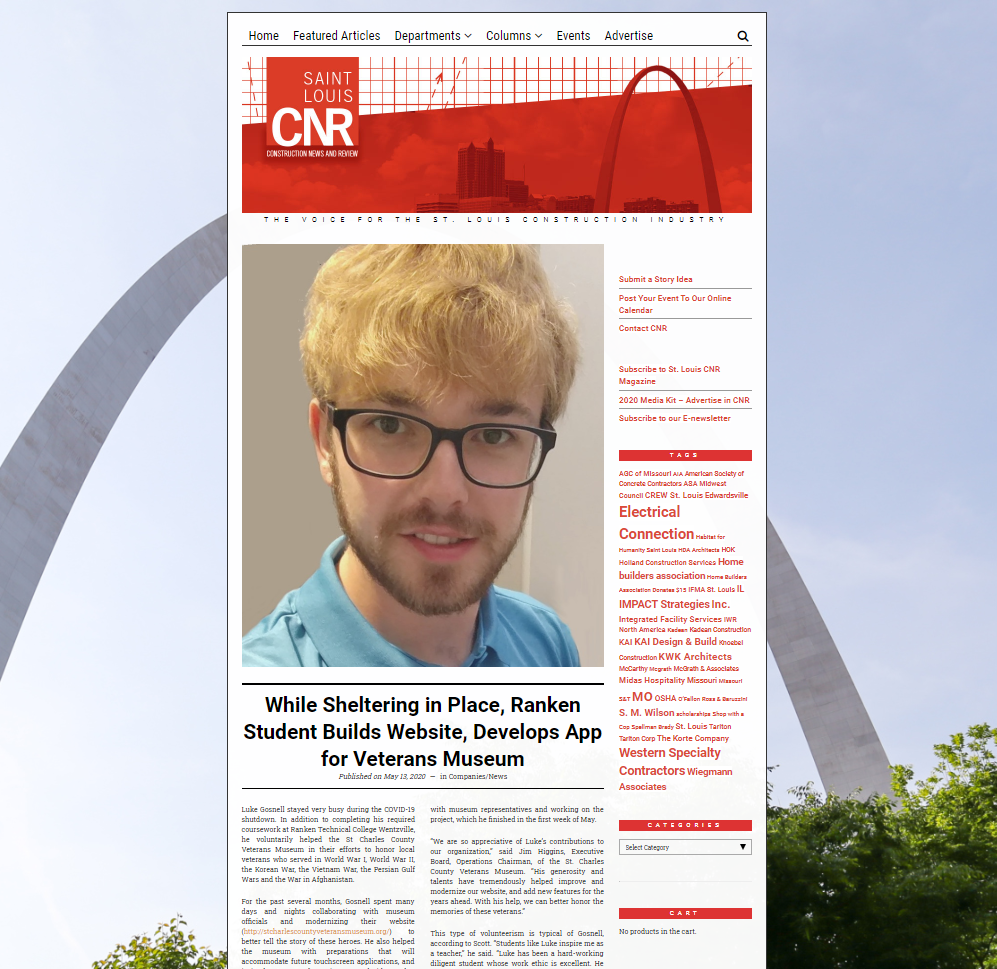 Home Featured Articles Departments Columns Events Advertise
SAINT
LOUIS
CNR
CONSTRUCTION NEWS AND REVIEW
THE VOICE FOR THE ST. LOUIS CONSTRUCTION INDUSTRY
While Sheltering in Place, Ranken
Student Builds Website, Develops App
for Veterans Museum
Published on May 13, 2020 — in Companies/News
Luke Gosnell stayed very busy during the COVID-19
shutdown. In addition to completing his required
coursework at Ranken Technical College Wentzville,
he voluntarily helped the St Charles County
Veterans Museum in their efforts to honor local
veterans who served in World War I, World War II,
the Korean War, the Vietnam War, the Persian Gulf
Wars and the War in Afghanistan.
For the past several months, Gosnell spent many
days and nights collaborating with museum
officials and modernizing their website
(http://stcharlescountyveteransmuseum.org/) to
better tell the story of these heroes. He also helped
the museum with preparations that will
accommodate future touchscreen applications, and
with museum representatives and working on the
project, which he finished in the first week of May.
"We are so appreciative of Luke's contributions to
our organization," said Jim Higgins, Executive
Board, Operations Chairman, of the St. Charles
County Veterans Museum. "His generosity and
talents have tremendously helped improve and
modernize our website, and add new features for the
years ahead. With his help, we can better honor the
memories of these veterans."
This type of volunteerism is typical of Gosnell,
according to Scott. "Students like Luke inspire me as
a teacher," he said. "Luke has been a hard-working
diligent student whose work ethic is excellent. He
Submit a Story Idea
Post Your Event To Our Online
Calendar
Contact CNR
Subscribe to St. Louis CNR
Magazine
2020 Media Kit – Advertise in CNR
Subscribe to our E-newsletter
TAGS
AGC of Missouri AIA American Society of
Concrete Contractors ASA Midwest
Council CREW St. Louis Edwardsville
Electrical
Connection Habitat for
Humanity Saint Louis HDA Architects HOK
Holland Construction Services Home
builders association Home Builders
Association Donates $15 IFMA St. Louis IL
IMPACT Strategies Inc.
Integrated Facility Services IWR
North America Kadean Kadean Construction
KAI KAI Design & Build Knoebel
Construction KWK Architects
McCarthy Mcgrath McGrath & Associates
Midas Hospitality Missouri Missouri
S&T MO OSHA O'Fallon Ross & Baruzzini
S. M. Wilson scholarships Shop with a
Cop Spellman Brady St. Louis Tarlton
Tarlton Corp The Korte Company
Western Specialty
Contractors Wiegmann
Associates
CATEGORIES
Select Category
CART
No products in the cart.